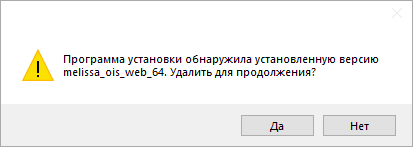 Программа установки обнаружила установленную версию
melissa_ois_web_64. Удалить для продолжения?
Да
Нет